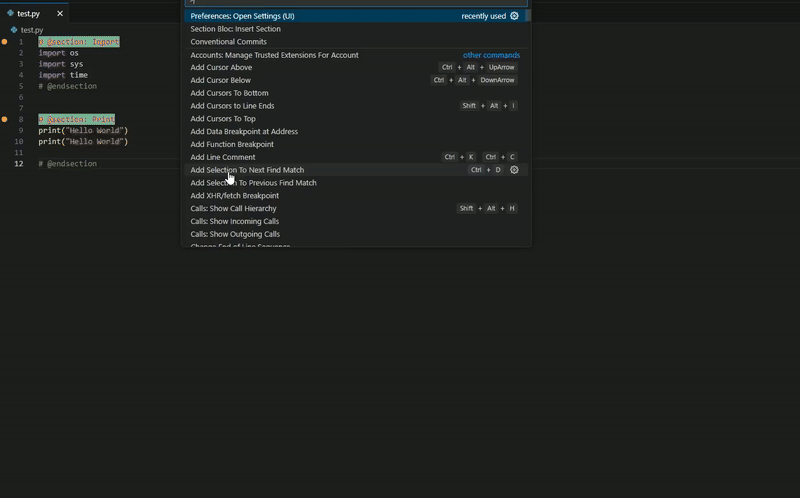 test.py
test.py
1 @section: Import
2 import os
3 import sys
4 import time
5 # @endsection
6
7
8 @section: Print
9 print("Hello World")
10 print("Hello World")
11
12 # @endsection
Preferences: Open Settings (UI) recently used
Section Bloc: Insert Section
Conventional Commits
Accounts: Manage Trusted Extensions For Account other commands
Add Cursor Above Ctrl + Alt + UpArrow
Add Cursor Below Ctrl + Alt + DownArrow
Add Cursors To Bottom
Add Cursors to Line Ends Shift + Alt + I
Add Cursors To Top
Add Data Breakpoint at Address
Add Function Breakpoint
Add Line Comment Ctrl + K Ctrl + C
Add Selection To Next Find Match Ctrl + D
Add Selection To Previous Find Match
Add XHR/fetch Breakpoint
Calls: Show Call Hierarchy Shift + Alt + H
Calls: Show Incoming Calls
Calls: Show Outgoing Calls
Change End of Line Sequence